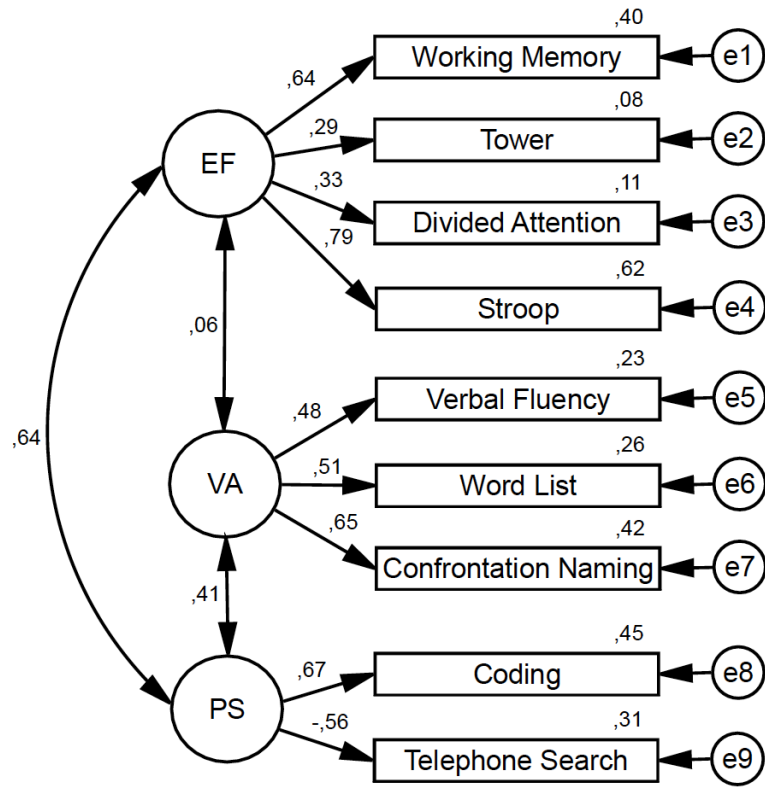 ,40
Working Memory
e1
,64
,08
,29
Tower
e2
EF
,11
,33
Divided Attention
e3
,79
,62
Stroop
e4
,06
,23
Verbal Fluency
e5
,64
,48
,26
VA
,51
Word List
e6
,65
,42
Confrontation Naming
e7
,41
,45
,67
Coding
e8
PS
-,56
,31
Telephone Search
e9